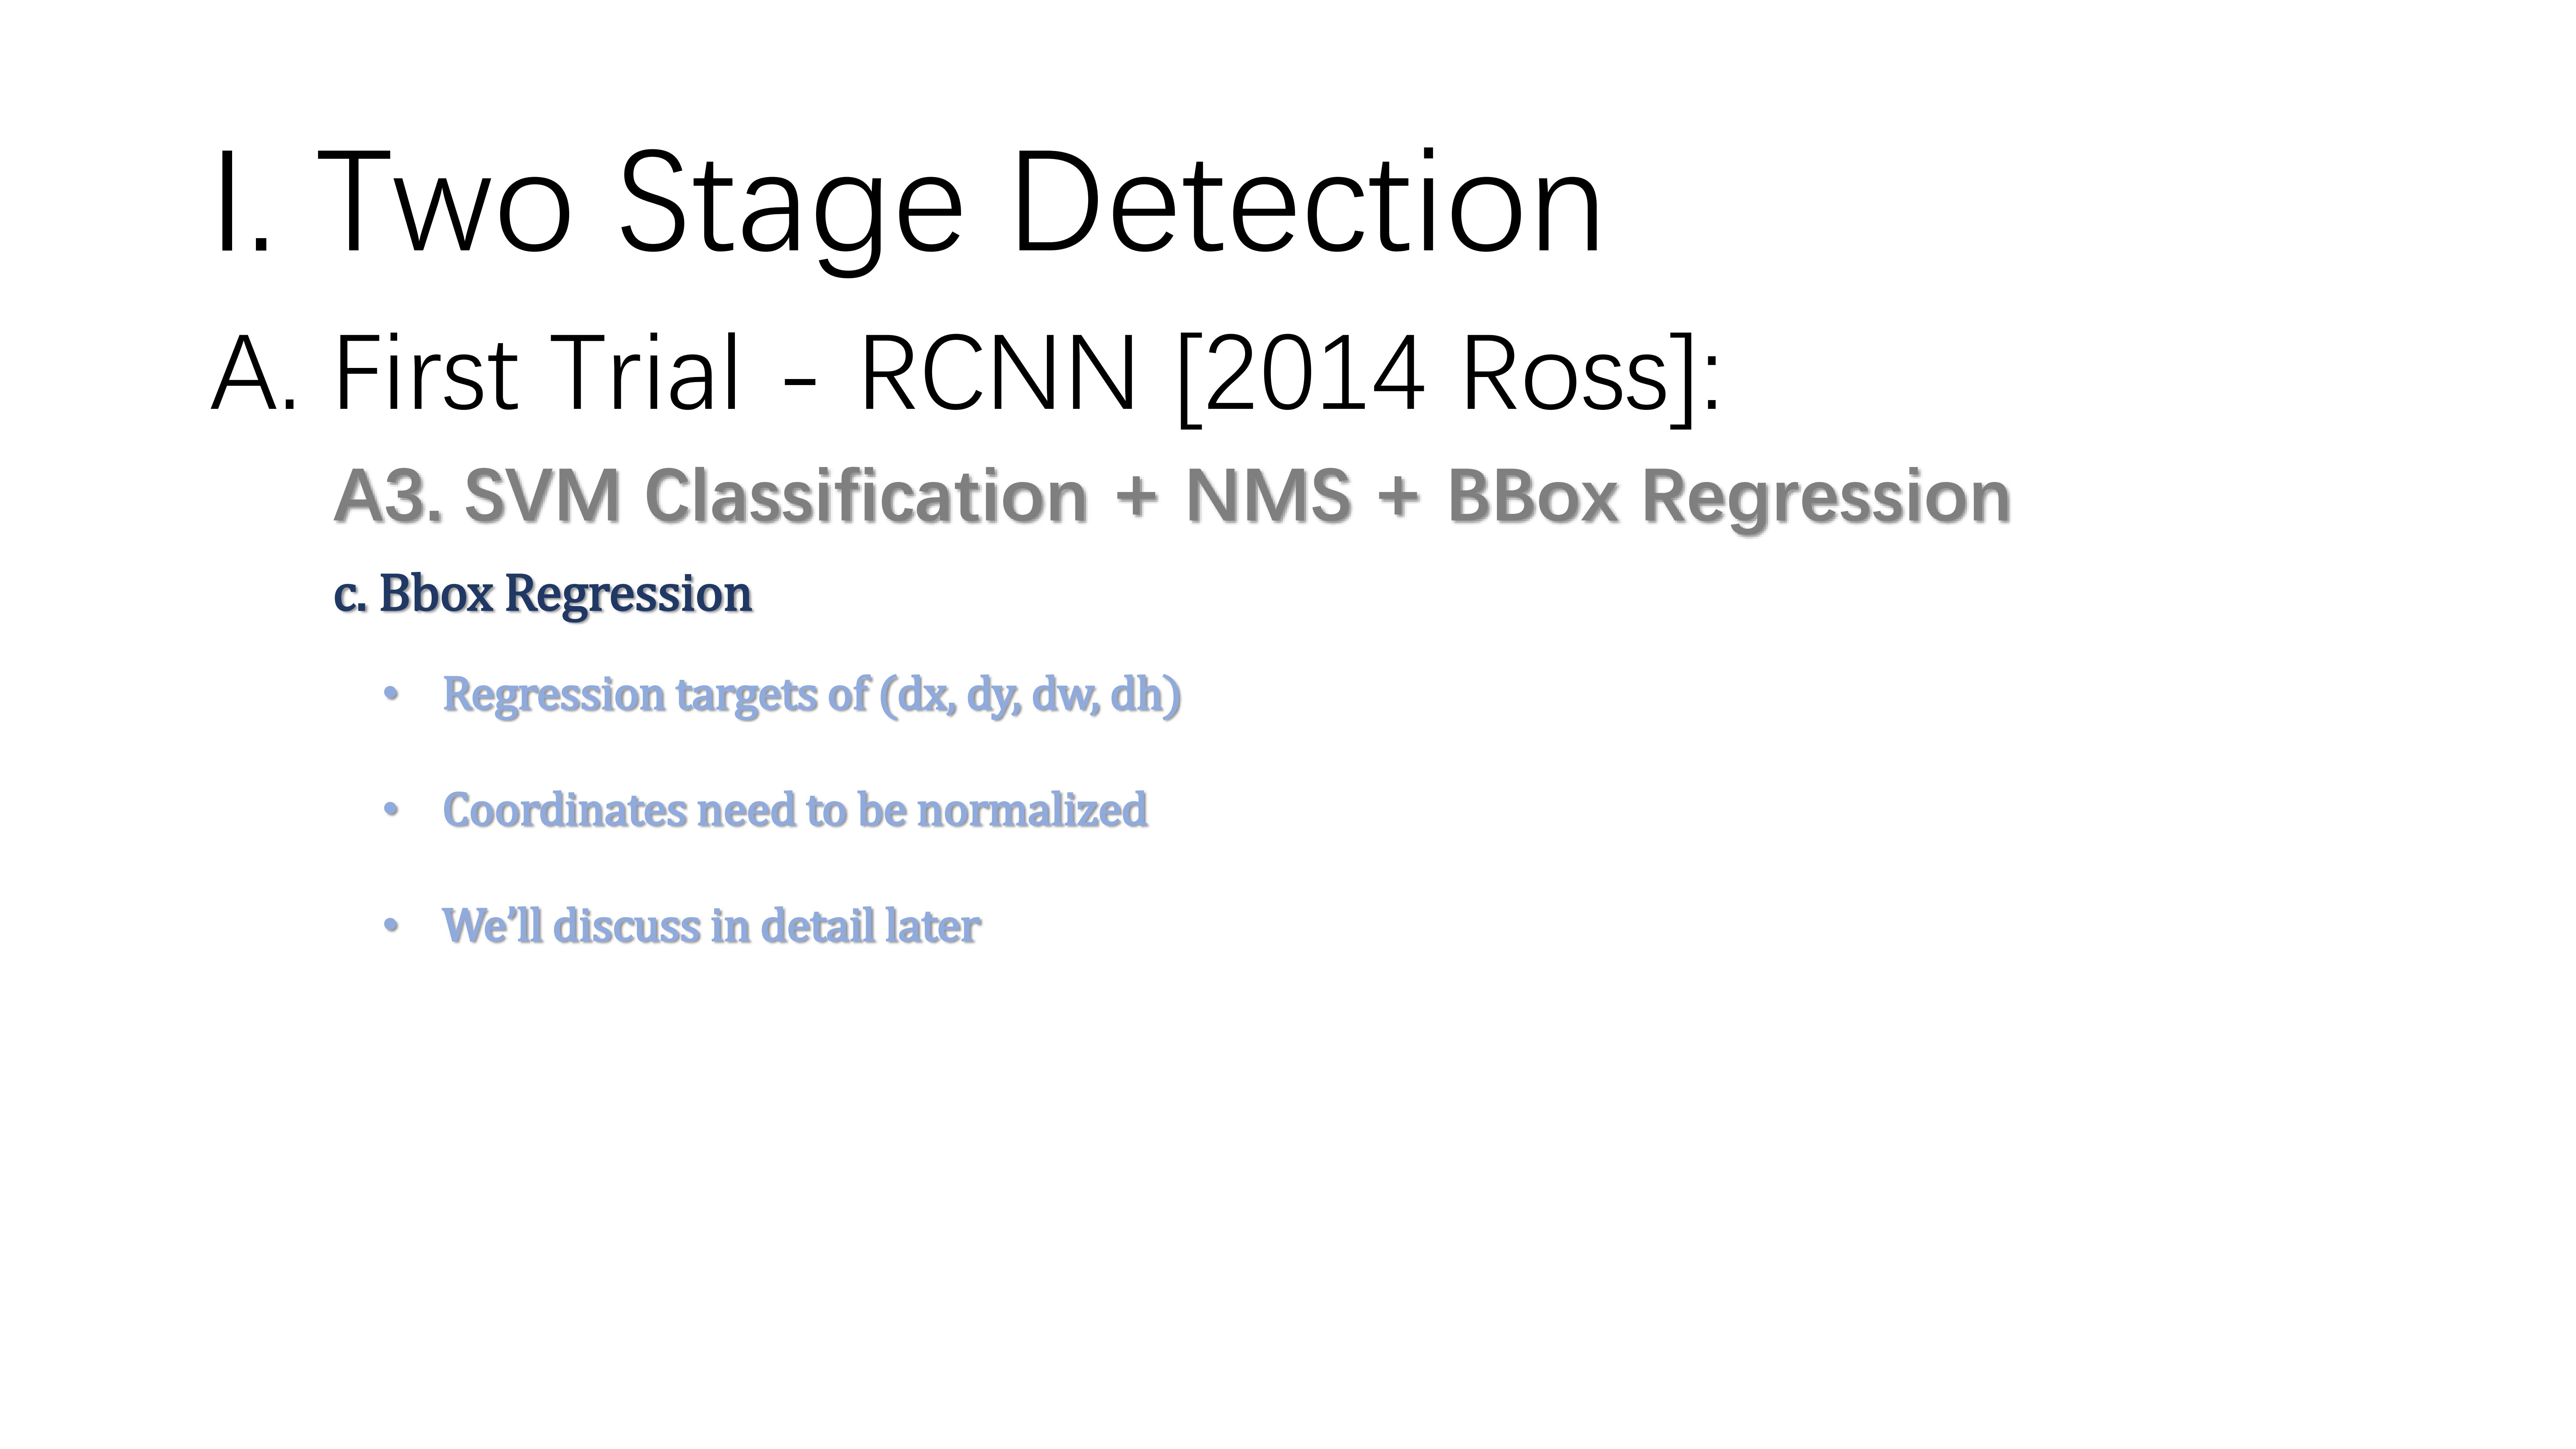 I. Two Stage Detection
A. First Trial - RCNN [2014 Ross]:
A3. SVM Classification + NMS + BBox Regression
c. Bbox Regression
• Regression targets of (dx, dy, dw, dh)
• Coordinates need to be normalized
• We’ll discuss in detail later